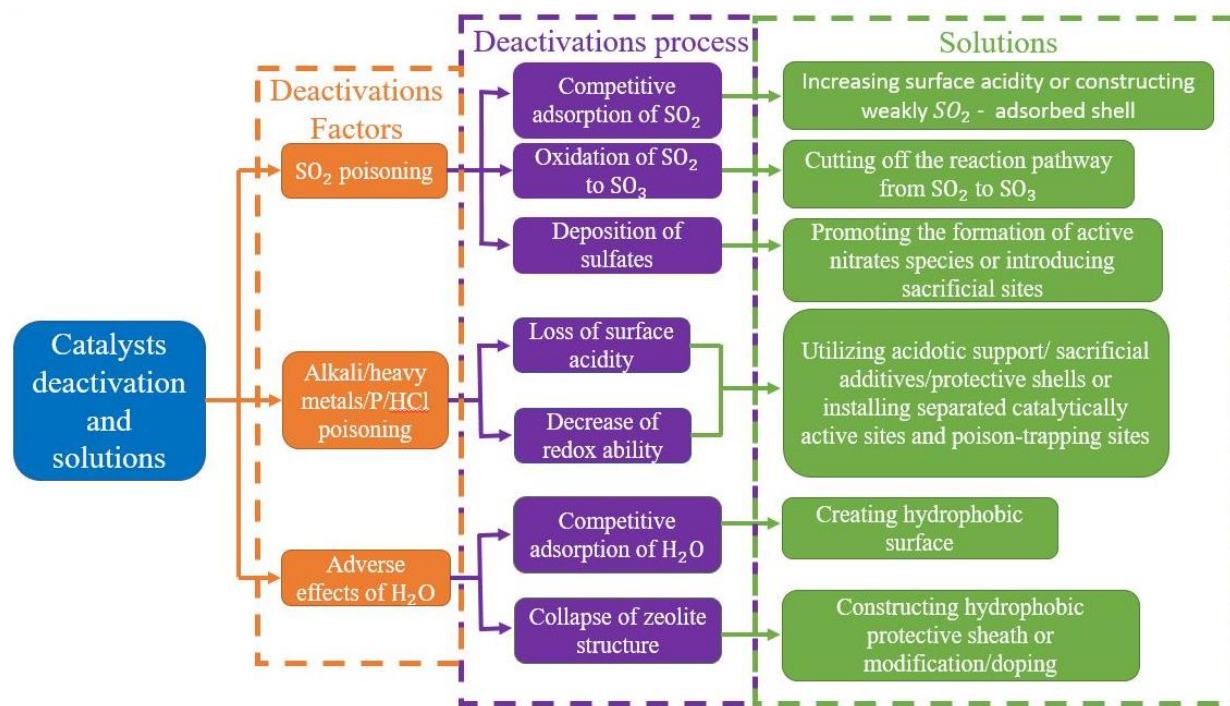 Deactivations process
Solutions
Deactivations
Factors
Catalysts
deactivation
and
solutions
SO₂ poisoning
Competitive
adsorption of SO₂
Increasing surface acidity or constructing
weakly SO₂ - adsorbed shell
Oxidation of SO₂
to SO₃
Cutting off the reaction pathway
from SO₂ to SO₃
Deposition of
sulfates
Promoting the formation of active
nitrates species or introducing
sacrificial sites
Alkali/heavy
metals/P/HCl
poisoning
Loss of surface
acidity
Decrease of
redox ability
Utilizing acidotic support/ sacrificial
additives/protective shells or
installing separated catalytically
active sites and poison-trapping sites
Adverse
effects of H₂O
Competitive
adsorption of H₂O
Creating hydrophobic
surface
Collapse of zeolite
structure
Constructing hydrophobic
protective sheath or
modification/doping